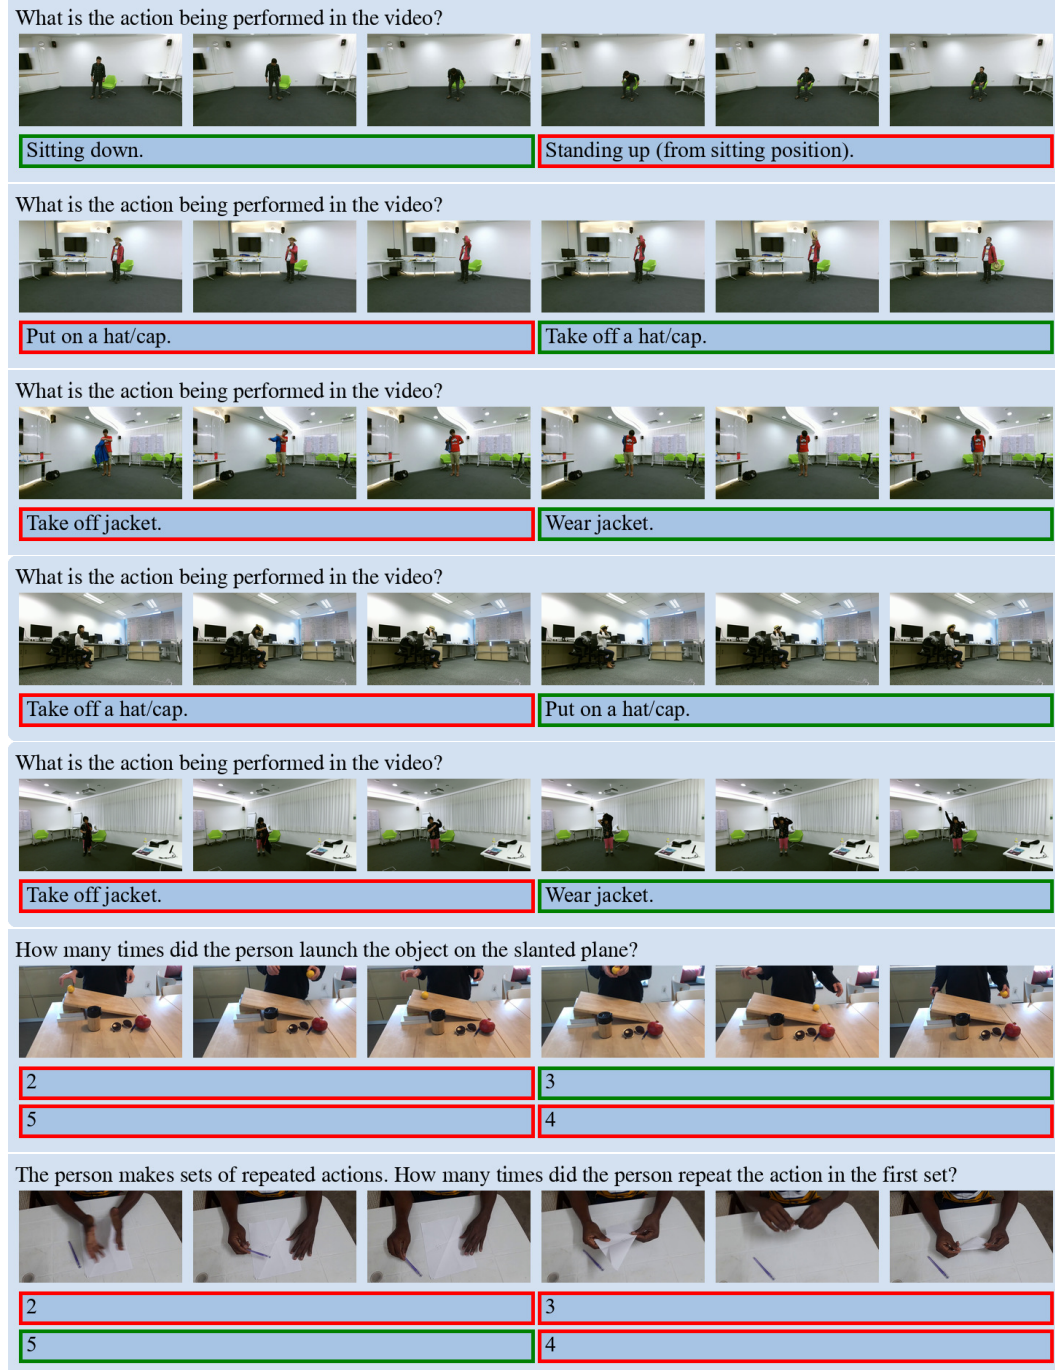 What is the action being performed in the video?
Sitting down.
Standing up (from sitting position).
What is the action being performed in the video?
Put on a hat/cap.
Take off a hat/cap.
What is the action being performed in the video?
Take off jacket.
Wear jacket.
What is the action being performed in the video?
Take off a hat/cap.
Put on a hat/cap.
What is the action being performed in the video?
Take off jacket.
Wear jacket.
How many times did the person launch the object on the slanted plane?
2
3
5
4
The person makes sets of repeated actions. How many times did the person repeat the action in the first set?
2
3
5
4